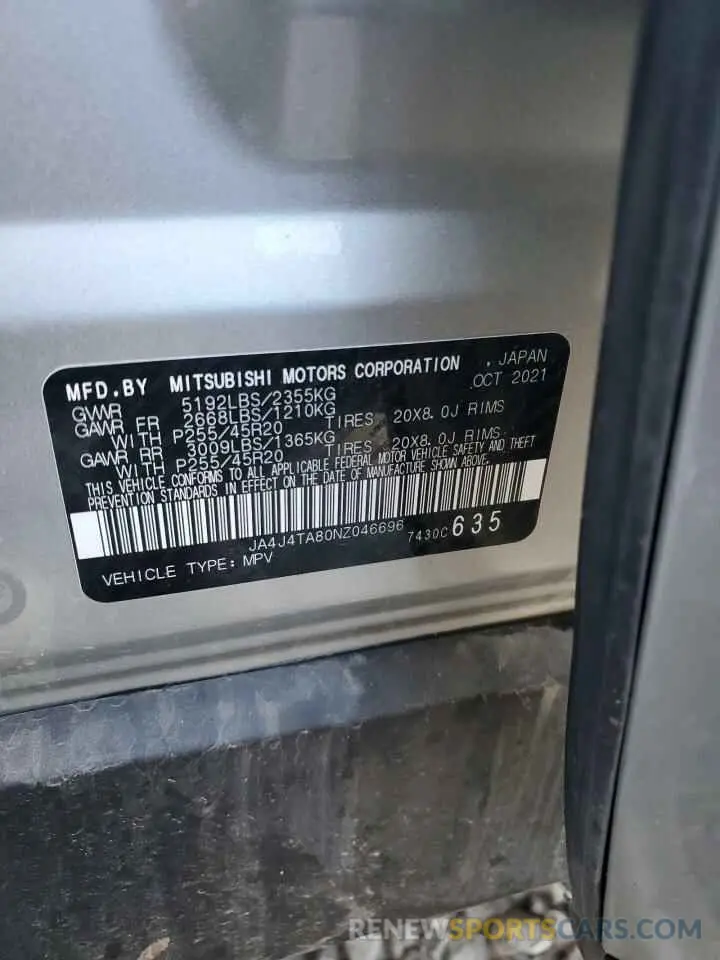 MFD.BY MITSUBISHI MOTORS CORPORATION , JAPAN
OCT 2021
GVWR 5192LBS/2355KG
GAWR FR 2668LBS/1210KG
WITH P255/45R20 TIRES 20X8.0J RIMS
GAWR RR 3009LBS/1365KG
WITH P255/45R20 TIRES 20X8.0J RIMS
THIS VEHICLE CONFORMS TO ALL APPLICABLE FEDERAL MOTOR VEHICLE SAFETY AND THEFT
PREVENTION STANDARDS IN EFFECT ON THE DATE OF MANUFACTURE SHOWN ABOVE.
JA4J4TA80NZ046696 7430C 635
VEHICLE TYPE: MPV
RENEWSPORTSCARS.COM